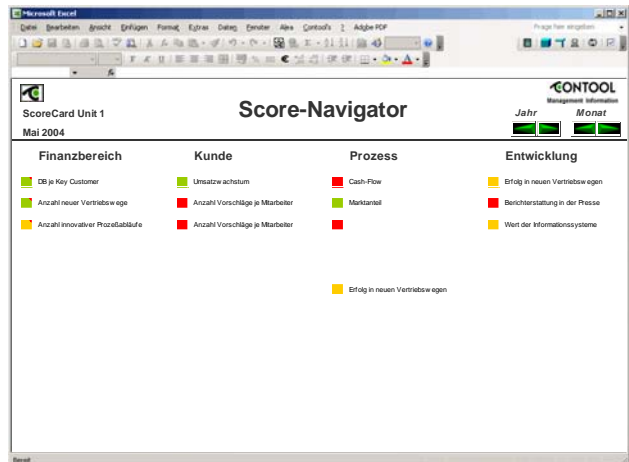 Microsoft Excel
Datei Bearbeiten Ansicht Einfügen Format Extras Daten Fenster Alea Contools ? Adobe PDF
Frage hier eingeben
F K U
CONTOOL
Management Information
ScoreCard Unit 1
Score-Navigator
Jahr Monat
Mai 2004
Finanzbereich Kunde Prozess Entwicklung
DB je Key Customer Umsatzwachstum Cash-Flow Erfolg in neuen Vertriebswegen
Anzahl neuer Vertriebswege Anzahl Vorschläge je Mitarbeiter Marktanteil Berichterstattung in der Presse
Anzahl innovativer Prozeßabläufe Anzahl Vorschläge je Mitarbeiter Wert der Informationssysteme
Erfolg in neuen Vertriebswegen
Bereit